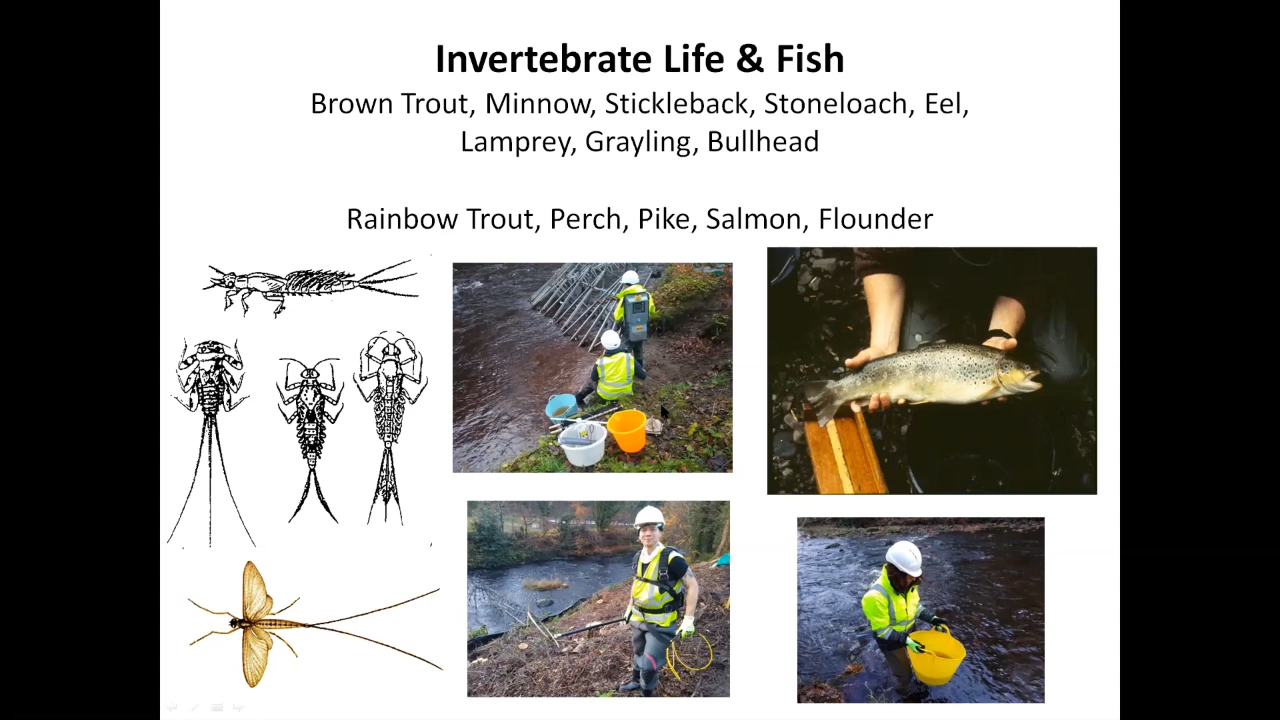 Invertebrate Life & Fish
Brown Trout, Minnow, Stickleback, Stoneloach, Eel,
Lamprey, Grayling, Bullhead
Rainbow Trout, Perch, Pike, Salmon, Flounder